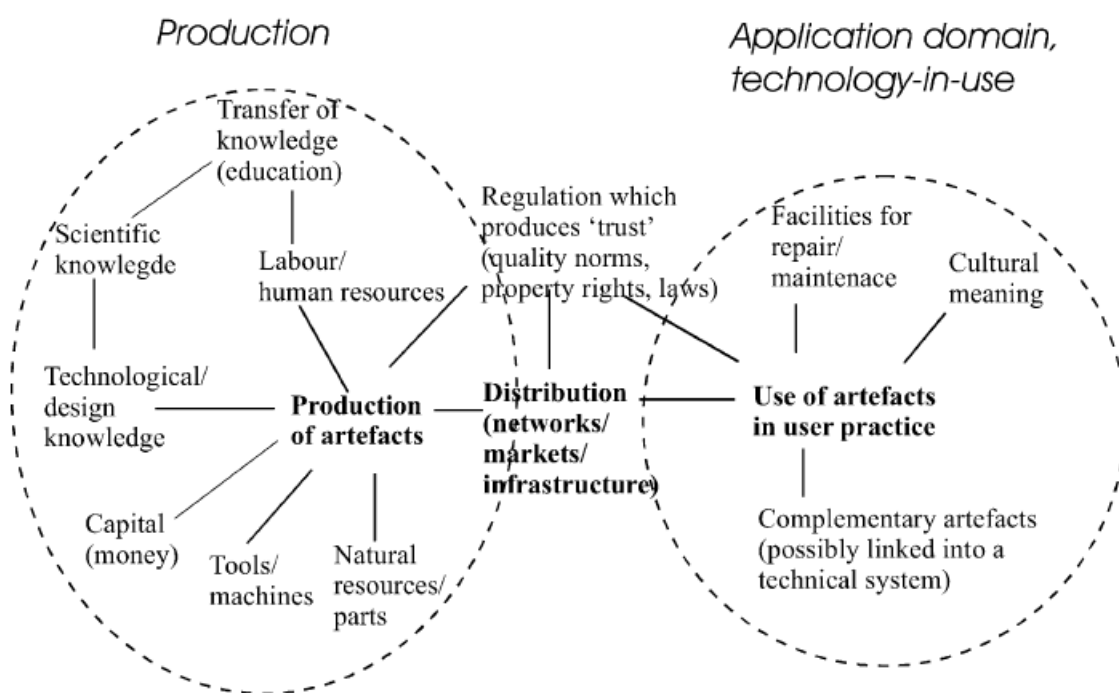 Production
Application domain,
technology-in-use
Transfer of
knowledge
(education)
Scientific
knowlegde
Labour/
human resources
Regulation which
produces ‘trust’
(quality norms,
property rights, laws)
Facilities for
repair/
maintenace
Cultural
meaning
Technological/
design
knowledge
Production
of artefacts
Distribution
(networks/
markets/
infrastructure)
Use of artefacts
in user practice
Capital
(money)
Tools/
machines
Natural
resources/
parts
Complementary artefacts
(possibly linked into a
technical system)